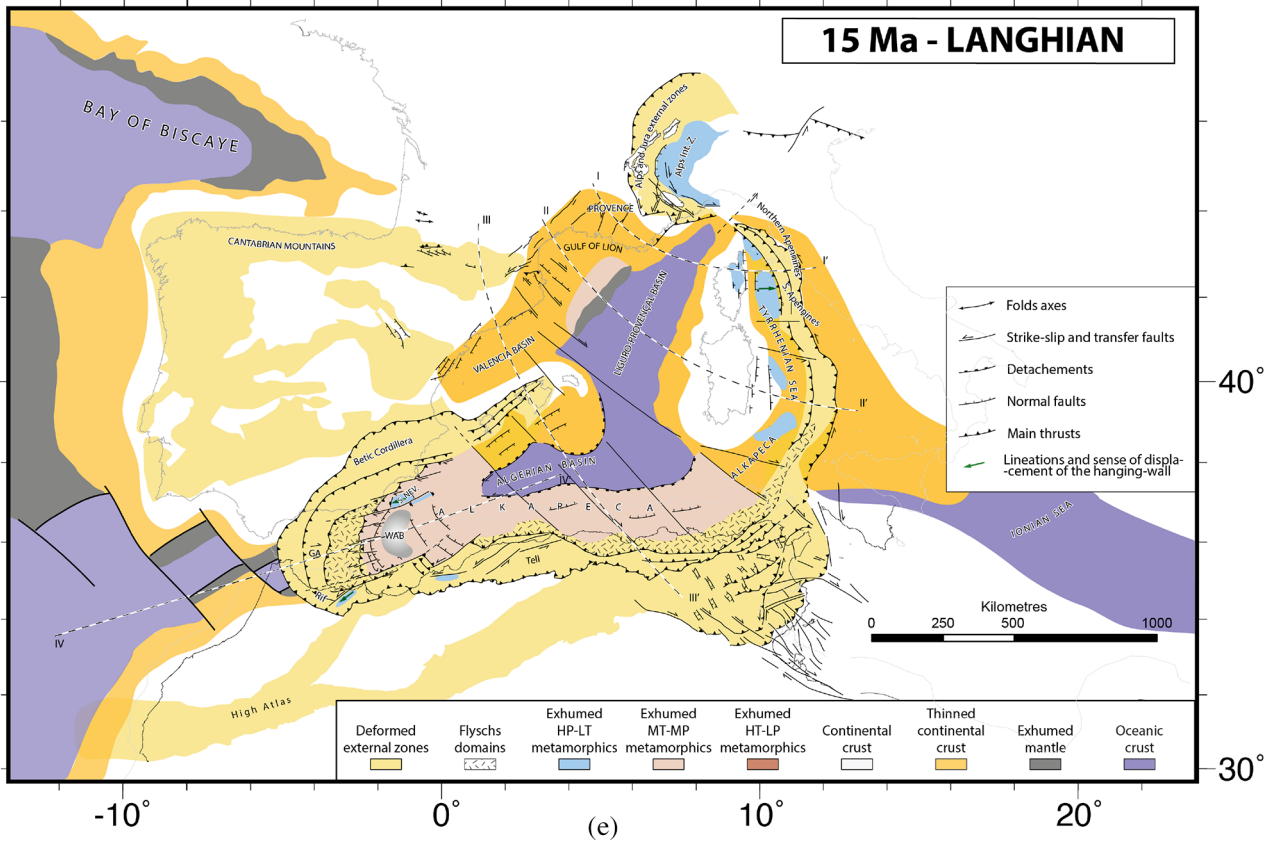 15 Ma - LANGHIAN
BAY OF BISCAYE
Alps and Jura external zones
Alps Int. Z.
I
II
III
PROVENCE
GULF OF LION
Northern Apennines
I'
S. Apennines
CANTABRIAN MOUNTAINS
LIGURO-PROVENÇAL BASIN
TYRRHENIAN SEA
VALENCIA BASIN
II'
Betic Cordillera
ALKAPECA
ALGERIAN BASIN
IV'
A L K A P E C A
WAB
GA
Rif
Tell
III'
IV
High Atlas
IONIAN SEA
Folds axes
Strike-slip and transfer faults
Detachements
Normal faults
Main thrusts
Lineations and sense of displa-
-cement of the hanging-wall
40°
30°
Kilometres
0 250 500 1000
Deformed
external zones
Flyschs
domains
Exhumed
HP-LT
metamorphics
Exhumed
MT-MP
metamorphics
Exhumed
HT-LP
metamorphics
Continental
crust
Thinned
continental
crust
Exhumed
mantle
Oceanic
crust
-10° 0° 10° 20°
(e)